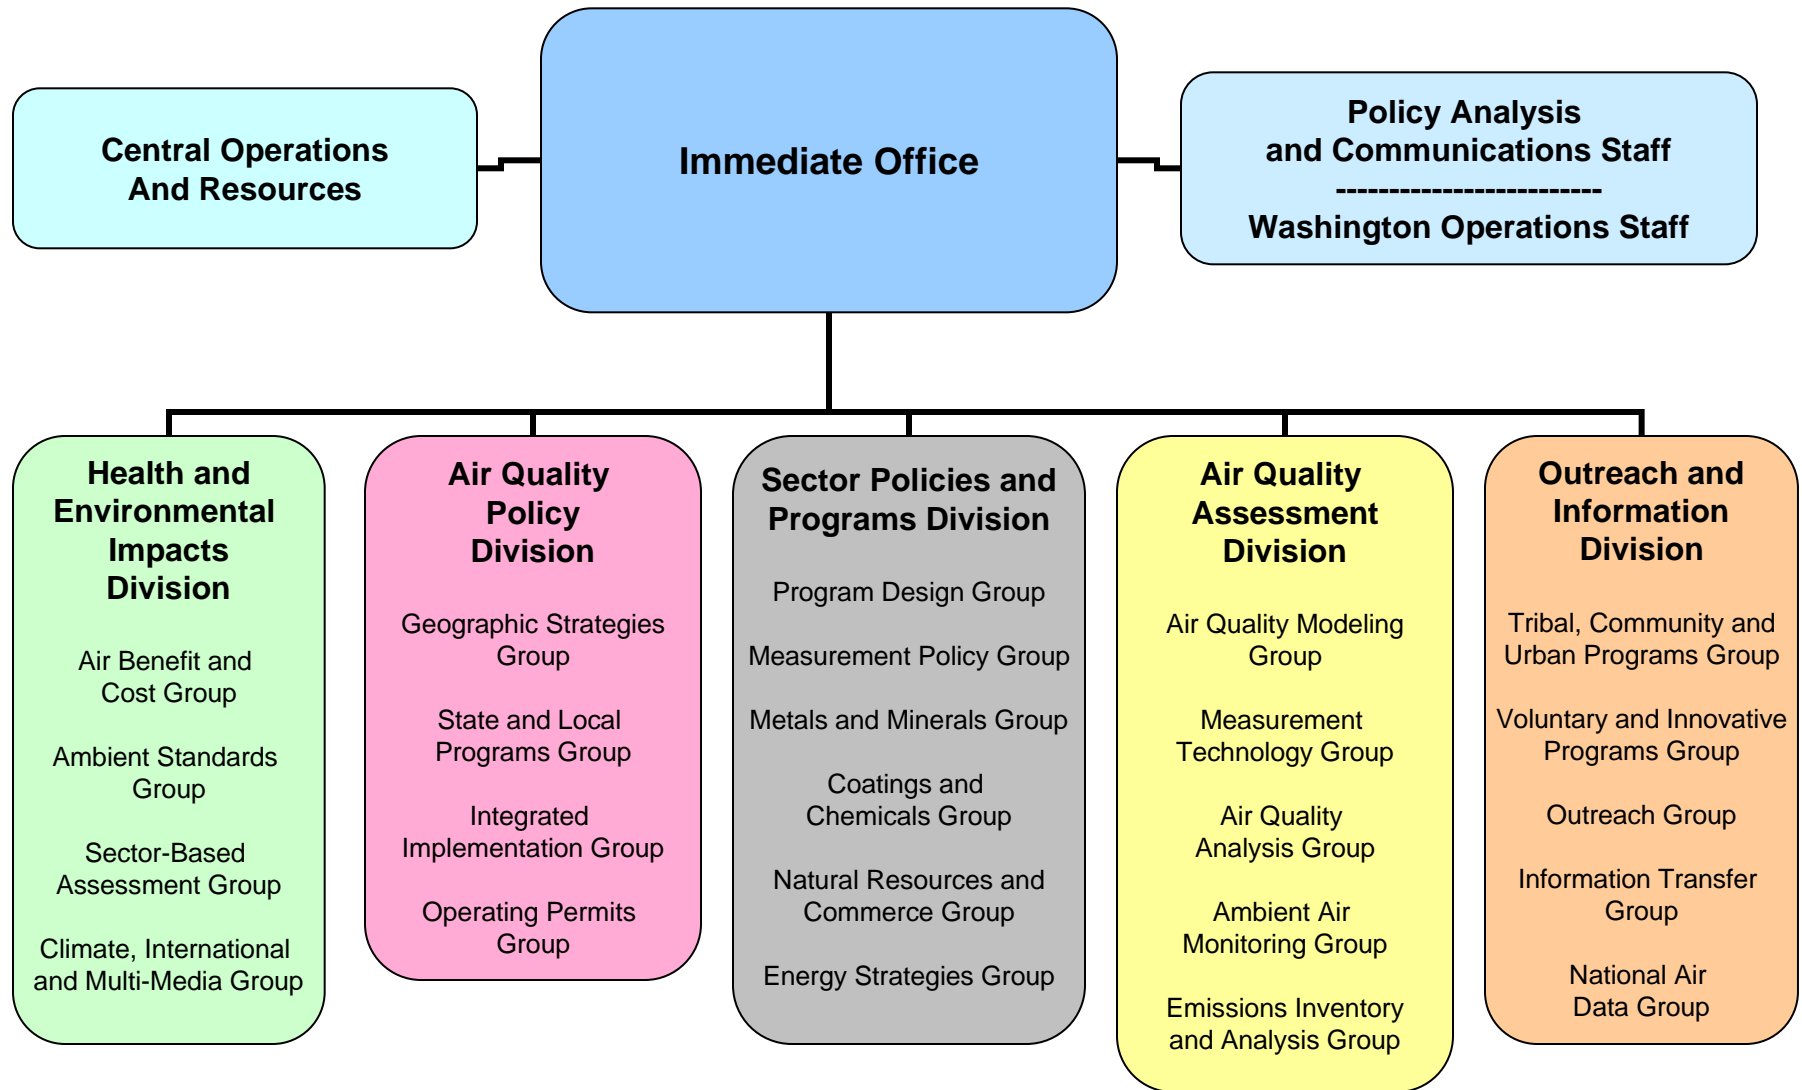 Central Operations
And Resources
Immediate Office
Policy Analysis
and Communications Staff
-------------------------
Washington Operations Staff
Health and
Environmental
Impacts
Division
Air Benefit and
Cost Group
Ambient Standards
Group
Sector-Based
Assessment Group
Climate, International
and Multi-Media Group
Air Quality
Policy
Division
Geographic Strategies
Group
State and Local
Programs Group
Integrated
Implementation Group
Operating Permits
Group
Sector Policies and
Programs Division
Program Design Group
Measurement Policy Group
Metals and Minerals Group
Coatings and
Chemicals Group
Natural Resources and
Commerce Group
Energy Strategies Group
Air Quality
Assessment
Division
Air Quality Modeling
Group
Measurement
Technology Group
Air Quality
Analysis Group
Ambient Air
Monitoring Group
Emissions Inventory
and Analysis Group
Outreach and
Information
Division
Tribal, Community and
Urban Programs Group
Voluntary and Innovative
Programs Group
Outreach Group
Information Transfer
Group
National Air
Data Group